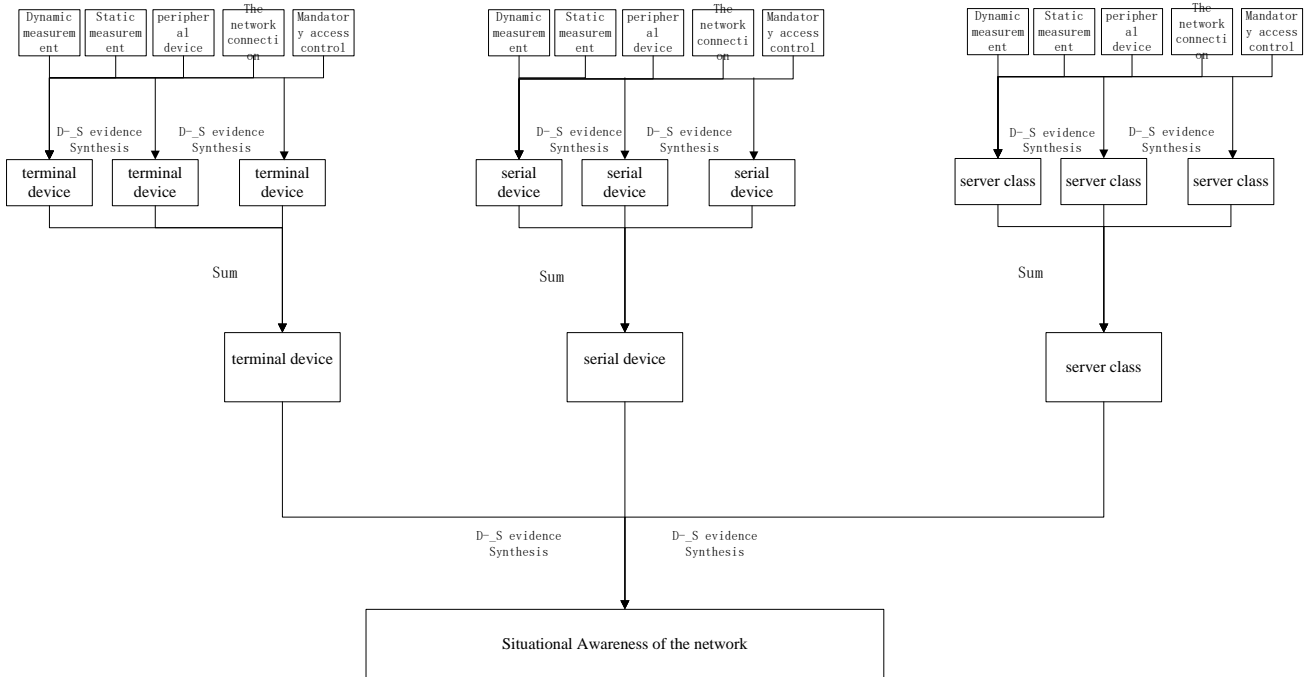 Dynamic
measurem
ent
Static
measurem
ent
peripher
al
device
The
network
connecti
on
Mandator
y access
control
Dynamic
measurem
ent
Static
measurem
ent
peripher
al
device
The
network
connecti
on
Mandator
y access
control
Dynamic
measurem
ent
Static
measurem
ent
peripher
al
device
The
network
connecti
on
Mandator
y access
control
D-_S evidence
Synthesis
D-_S evidence
Synthesis
D-_S evidence
Synthesis
D-_S evidence
Synthesis
D-_S evidence
Synthesis
D-_S evidence
Synthesis
terminal
device
terminal
device
terminal
device
serial
device
serial
device
serial
device
server class
server class
server class
Sum
Sum
Sum
terminal device
serial device
server class
D-_S evidence
Synthesis
D-_S evidence
Synthesis
Situational Awareness of the network